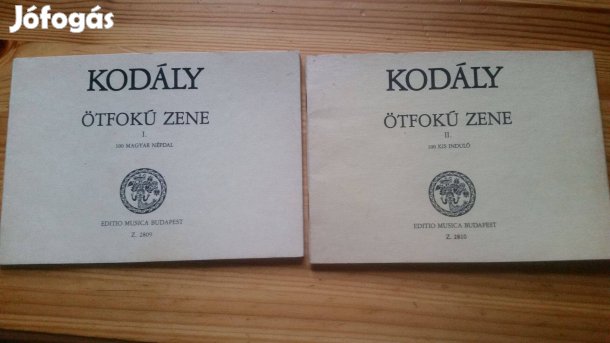 Jófogás
KODÁLY
ÖTFOKÚ ZENE
I.
100 MAGYAR NÉPDAL
EDITIO MUSICA BUDAPEST
Z. 2809
KODÁLY
ÖTFOKÚ ZENE
II.
100 KIS INDULÓ
EDITIO MUSICA BUDAPEST
Z. 2810